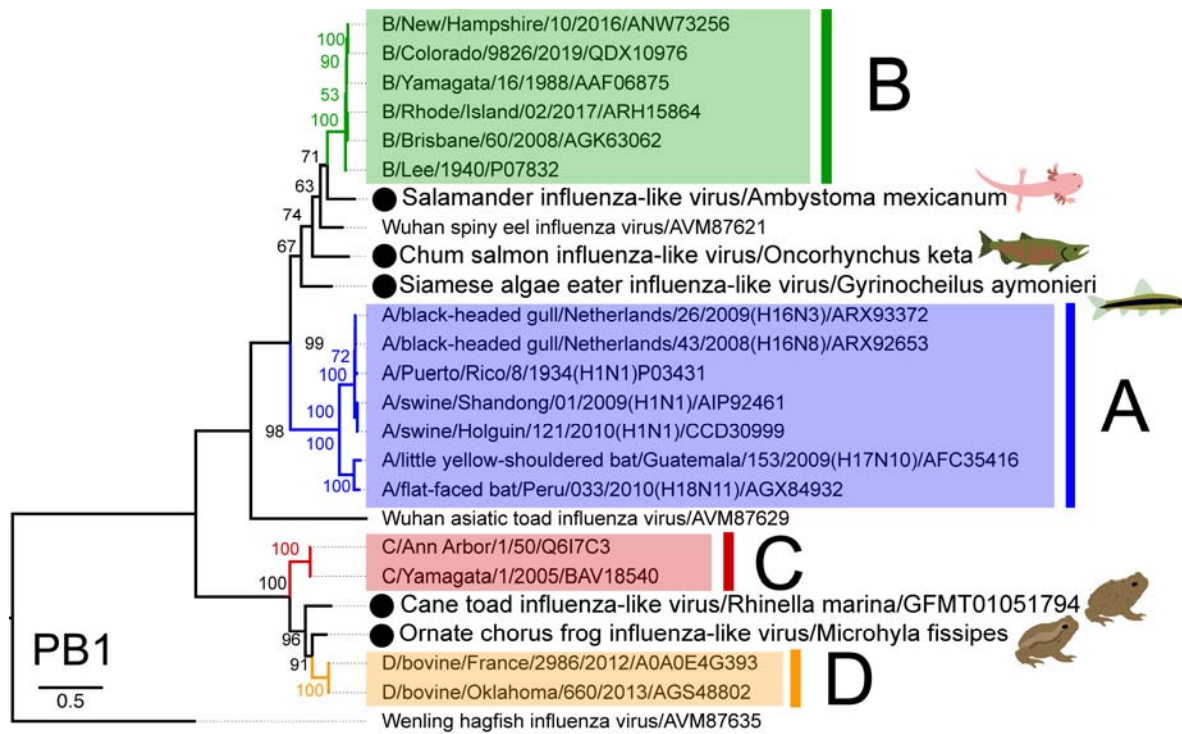 B/New/Hampshire/10/2016/ANW73256
100
B/Colorado/9826/2019/QDX10976
90
B/Yamagata/16/1988/AAF06875
53
B/Rhode/Island/02/2017/ARH15864
100
B/Brisbane/60/2008/AGK63062
B
71
B/Lee/1940/P07832
63
Salamander influenza-like virus/Ambystoma mexicanum
74
Wuhan spiny eel influenza virus/AVM87621
67
Chum salmon influenza-like virus/Oncorhynchus keta
Siamese algae eater influenza-like virus/Gyrinocheilus aymonieri
A/black-headed gull/Netherlands/26/2009(H16N3)/ARX93372
99
A/black-headed gull/Netherlands/43/2008(H16N8)/ARX92653
72
100
A/Puerto/Rico/8/1934(H1N1)P03431
A/swine/Shandong/01/2009(H1N1)/AIP92461
100
A
98
A/swine/Holguin/121/2010(H1N1)/CCD30999
100
A/little yellow-shouldered bat/Guatemala/153/2009(H17N10)/AFC35416
100
A/flat-faced bat/Peru/033/2010(H18N11)/AGX84932
Wuhan asiatic toad influenza virus/AVM87629
100
C/Ann Arbor/1/50/Q6I7C3
C
100
C/Yamagata/1/2005/BAV18540
Cane toad influenza-like virus/Rhinella marina/GFMT01051794
96
Ornate chorus frog influenza-like virus/Microhyla fissipes
PB1
91
D/bovine/France/2986/2012/A0A0E4G393
D
100
D/bovine/Oklahoma/660/2013/AGS48802
0.5
Wenling hagfish influenza virus/AVM87635